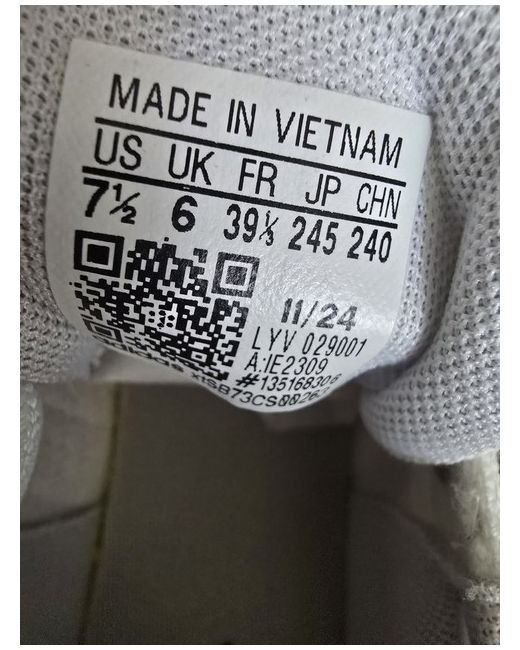 MADE IN VIETNAM
US UK FR JP CHN
7½ 6 39⅓ 245 240
11/24
LYV 029001
A:IE2309
#135168306